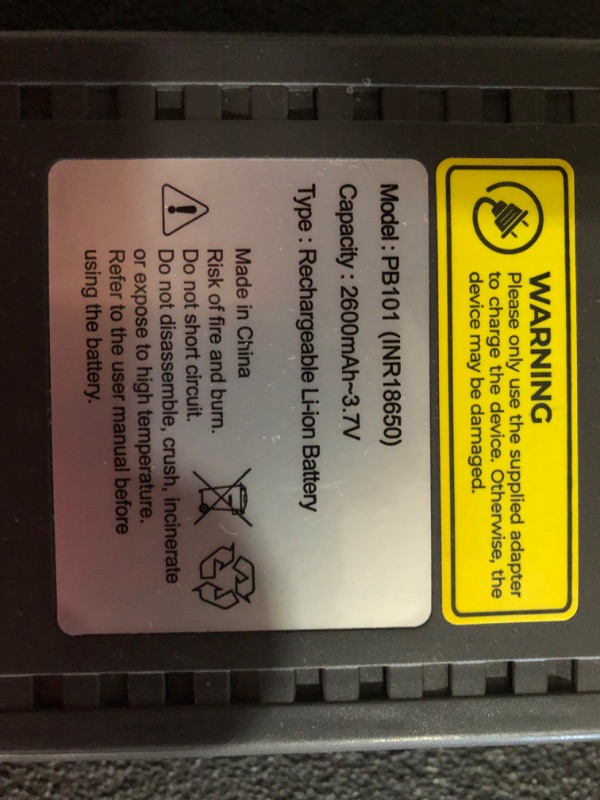 WARNING
Please only use the supplied adapter
to charge the device. Otherwise, the
device may be damaged.
Model : PB101 (INR18650)
Capacity : 2600mAh~3.7V
Type : Rechargeable Li-ion Battery
Made in China
Risk of fire and burn.
Do not short circuit.
Do not disassemble, crush, incinerate
or expose to high temperature.
Refer to the user manual before
using the battery.